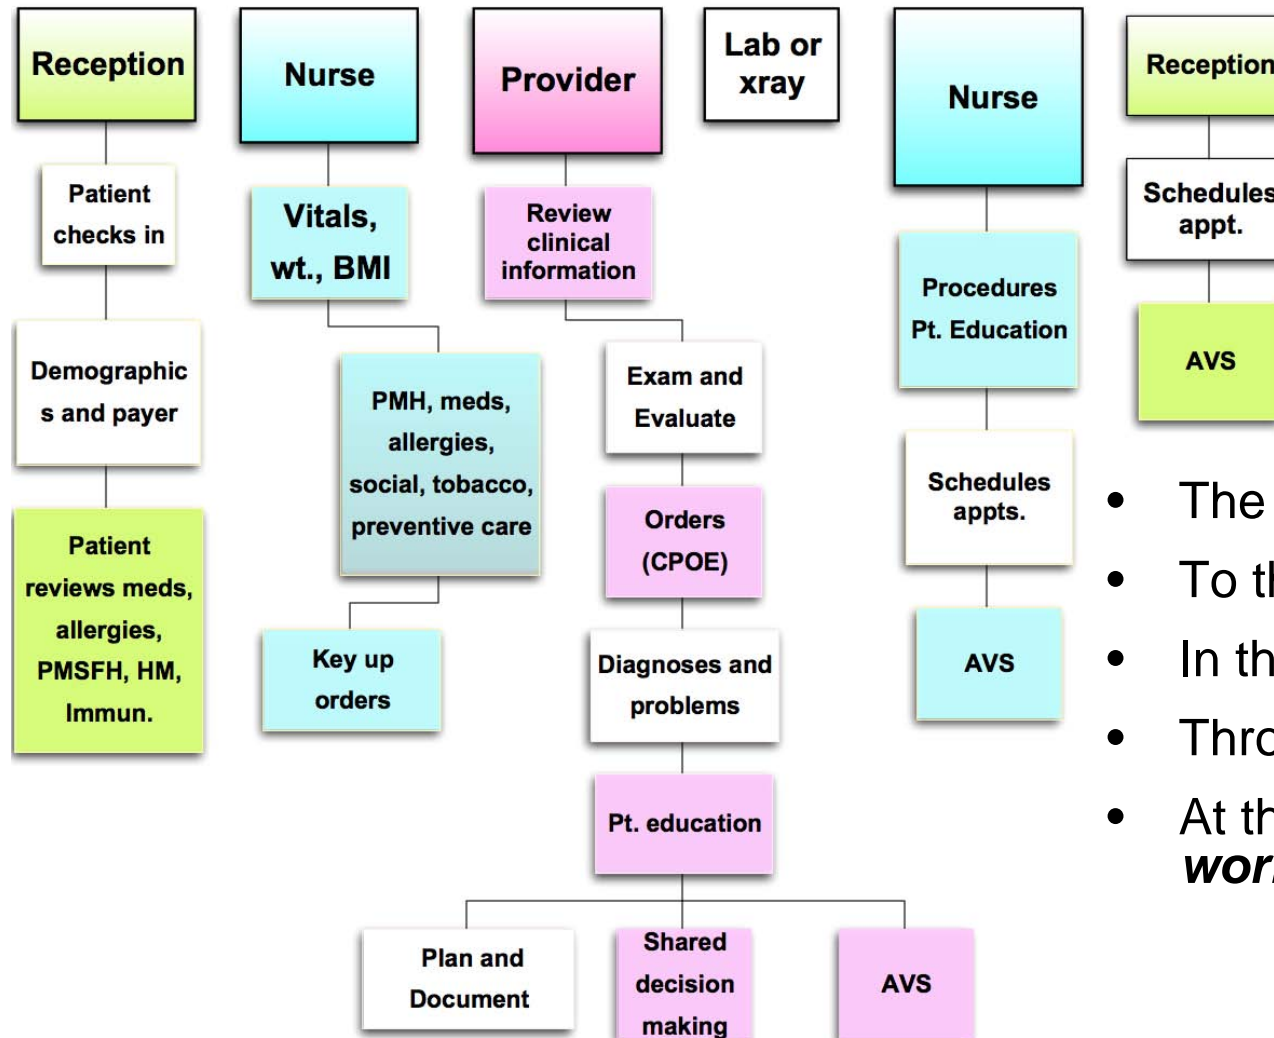 Reception
Patient
checks in
Demographic
s and payer
Patient
reviews meds,
allergies,
PMSFH, HM,
Immun.
Nurse
Vitals,
wt., BMI
PMH, meds,
allergies,
social, tobacco,
preventive care
Key up
orders
Provider
Review
clinical
information
Exam and
Evaluate
Orders
(CPOE)
Diagnoses and
problems
Pt. education
Plan and
Document
Shared
decision
making
AVS
Lab or
xray
Nurse
Procedures
Pt. Education
Schedules
appts.
AVS
Reception
Schedules
appt.
AVS
• The
• To
• In
•
• At